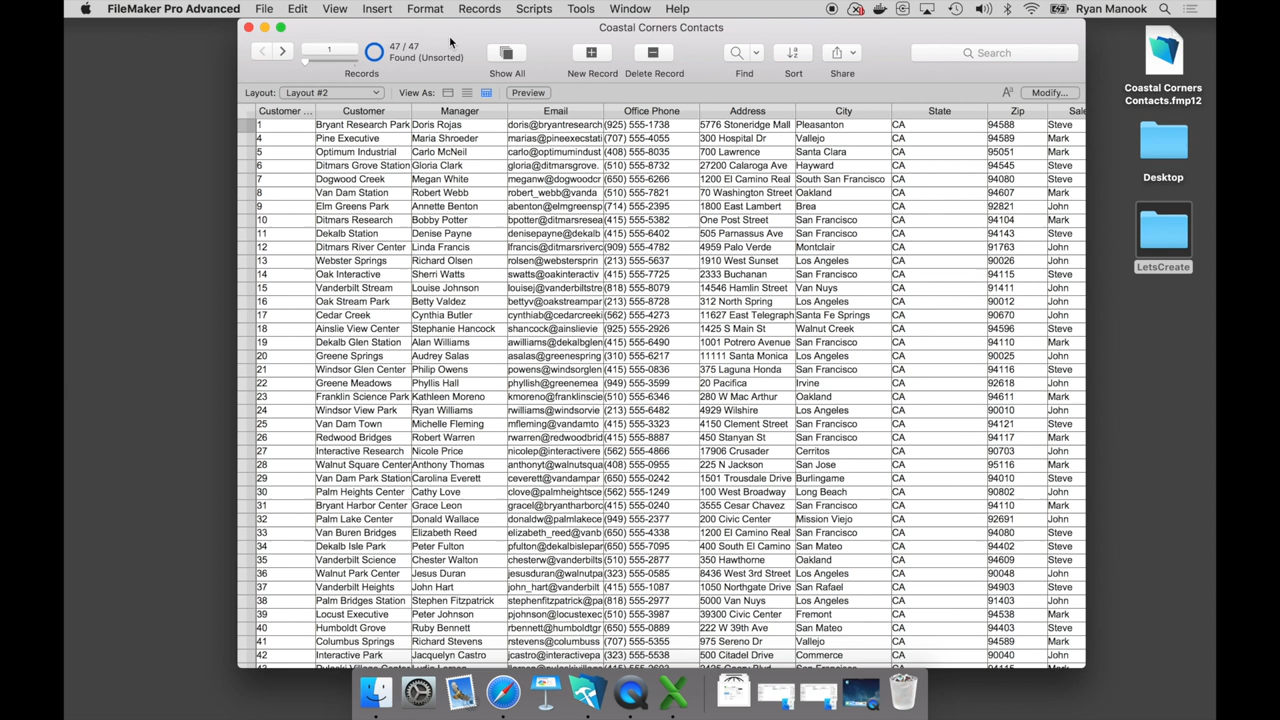 FileMaker Pro Advanced File Edit View Insert Format Records Scripts Tools Window Help Ryan Manook
Coastal Corners Contacts
1 47 / 47
Found (Unsorted)
Search
Records Show All New Record Delete Record Find Sort Share
Layout: Layout #2 View As: Preview Aa Modify...
Customer ... Customer Manager Email Office Phone Address City State Zip Sale
1 Bryant Research Park Doris Rojas doris@bryantresearch (925) 555-1738 5776 Stoneridge Mall Pleasanton CA 94588 Steve
4 Pine Executive Maria Shroeder marias@pineexecstati (707) 555-4055 300 Hospital Dr Vallejo CA 94589 Mark
5 Optimum Industrial Carlo McNeil carlo@optimumindust (408) 555-8035 700 Lawrence Santa Clara CA 95051 Mark
6 Ditmars Grove Station Gloria Clark gloria@ditmarsgrove. (510) 555-8732 27200 Calaroga Ave Hayward CA 94545 Steve
7 Dogwood Creek Megan White meganw@dogwoodcr (650) 555-6266 1200 El Camino Real South San Francisco CA 94080 Steve
8 Van Dam Station Robert Webb robert_webb@vanda (510) 555-7821 70 Washington Street Oakland CA 94607 Mark
9 Elm Greens Park Annette Benton abenton@elmgreensp (714) 555-2395 1800 East Lambert Brea CA 92821 John
10 Ditmars Research Bobby Potter bpotter@ditmarsresea (415) 555-5382 One Post Street San Francisco CA 94104 Mark
11 Dekalb Station Denise Payne denisepayne@dekalb (415) 555-6402 505 Parnassus Ave San Francisco CA 94143 Steve
12 Ditmars River Center Linda Francis lfrancis@ditmarsriverc (909) 555-4782 4959 Palo Verde Montclair CA 91763 John
13 Webster Springs Richard Olsen rolsen@webstersprin (213) 555-5637 1910 West Sunset Los Angeles CA 90026 John
14 Oak Interactive Sherri Watts swatts@oakinteractiv (415) 555-7725 2333 Buchanan San Francisco CA 94115 Steve
15 Vanderbilt Stream Louise Johnson louisej@vanderbiltstre (818) 555-8079 14546 Hamlin Street Van Nuys CA 91411 John
16 Oak Stream Park Betty Valdez bettyv@oakstreampar (213) 555-8728 312 North Spring Los Angeles CA 90012 John
17 Cedar Creek Cynthia Butler cynthiab@cedarcreeki (562) 555-4273 11627 East Telegraph Santa Fe Springs CA 90670 John
18 Ainslie View Center Stephanie Hancock shancock@ainslievie (925) 555-2926 1425 S Main St Walnut Creek CA 94596 Steve
19 Dekalb Glen Station Alan Williams awilliams@dekalbglen (415) 555-6490 1001 Potrero Avenue San Francisco CA 94110 Mark
20 Greene Springs Audrey Salas asalas@greenespring (310) 555-6217 11111 Santa Monica Los Angeles CA 90025 John
21 Windsor Glen Center Philip Owens powens@windsorglen (415) 555-0836 375 Laguna Honda San Francisco CA 94116 Steve
22 Greene Meadows Phyllis Hall phyllish@greenemea (949) 555-3599 20 Pacifica Irvine CA 92618 John
23 Franklin Science Park Kathleen Moreno kmoreno@franklinscie (510) 555-6346 280 W Mac Arthur Oakland CA 94611 Mark
24 Windsor View Park Ryan Williams rwilliams@windsorvie (213) 555-6482 4929 Wilshire Los Angeles CA 90010 John
25 Van Dam Town Michelle Fleming mfleming@vandamto (415) 555-3323 4150 Clement Street San Francisco CA 94121 Steve
26 Redwood Bridges Robert Warren rwarren@redwoodbrid (415) 555-8887 450 Stanyan St San Francisco CA 94117 Mark
27 Interactive Research Nicole Price nicolep@interactivere (562) 555-4866 17906 Crusader Cerritos CA 90703 John
28 Walnut Square Center Anthony Thomas anthonyt@walnutsqua (408) 555-0955 225 N Jackson San Jose CA 95116 Mark
29 Van Dam Park Station Carolina Everett ceverett@vandampar (650) 555-0242 1501 Trousdale Drive Burlingame CA 94010 Steve
30 Palm Heights Center Cathy Love clove@palmheightsce (562) 555-1249 100 West Broadway Long Beach CA 90802 John
31 Bryant Harbor Center Grace Leon gracel@bryantharborc (415) 555-0240 3555 Cesar Chavez San Francisco CA 94110 Mark
32 Palm Lake Center Donald Wallace donaldw@palmlakece (949) 555-2377 200 Civic Center Mission Viejo CA 92691 John
33 Van Buren Bridges Elizabeth Reed ereed@vanb (650) 555-4338 1200 El Camino Real San Francisco CA 94080 Steve
34 Dekalb Isle Park Peter Fulton pfulton@dekalbislepar (650) 555-7095 400 South El Camino San Mateo CA 94402 Steve
35 Vanderbilt Science Chester Walton chesterw@vanderbilts (510) 555-2877 350 Hawthorne Oakland CA 94609 Steve
36 Walnut Park Center Jesus Duran jesusduran@walnutpa (323) 555-0585 8436 West 3rd Street Los Angeles CA 90048 John
37 Vanderbilt Heights John Hart john_hart@vanderbilt (415) 555-1087 1050 Northgate Drive San Rafael CA 94903 Steve
38 Palm Bridges Station Stephen Fitzpatrick stephenfitzpatrick@pa (818) 555-2977 5000 Van Nuys Los Angeles CA 91403 John
39 Locust Executive Peter Johnson pjohnson@locustexec (510) 555-3987 39300 Civic Center Fremont CA 94538 Mark
40 Humboldt Grove Ruby Bennett rbennett@humboldtgr (650) 555-0889 222 W 39th Ave San Mateo CA 94403 Steve
41 Columbus Springs Richard Stevens rstevens@columbuss (707) 555-5355 975 Sereno Dr Vallejo CA 94589 Mark
42 Interactive Park Jacquelyn Castro jcastro@interactivepa (323) 555-5538 500 Citadel Drive Commerce CA 90040 John
Coastal Corners
Contacts.fmp12
Desktop
LetsCreate